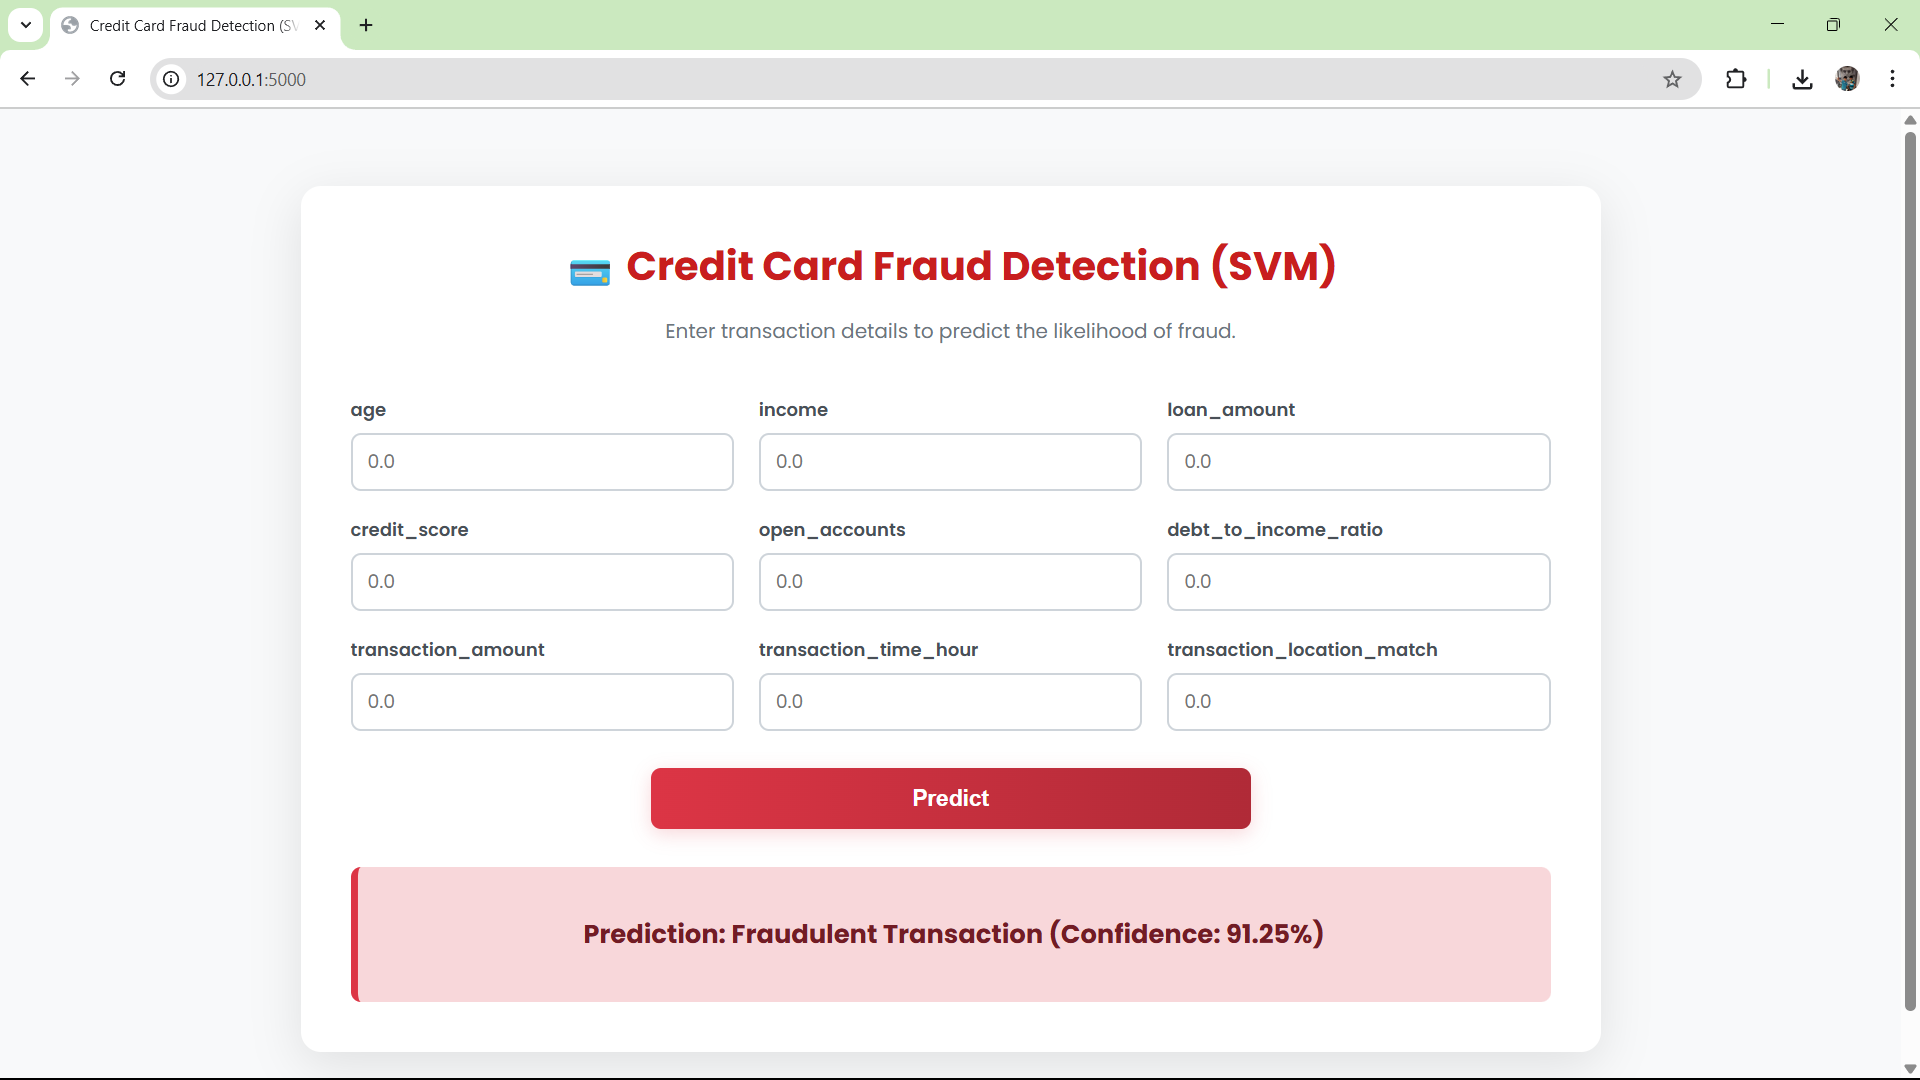 Credit Card Fraud Detection (SV
127.0.0.1:5000
Credit Card Fraud Detection (SVM)
Enter transaction details to predict the likelihood of fraud.
age income loan_amount
0.0 0.0 0.0
credit_score open_accounts debt_to_income_ratio
0.0 0.0 0.0
transaction_amount transaction_time_hour transaction_location_match
0.0 0.0 0.0
Predict
Prediction: Fraudulent Transaction (Confidence: 91.25%)